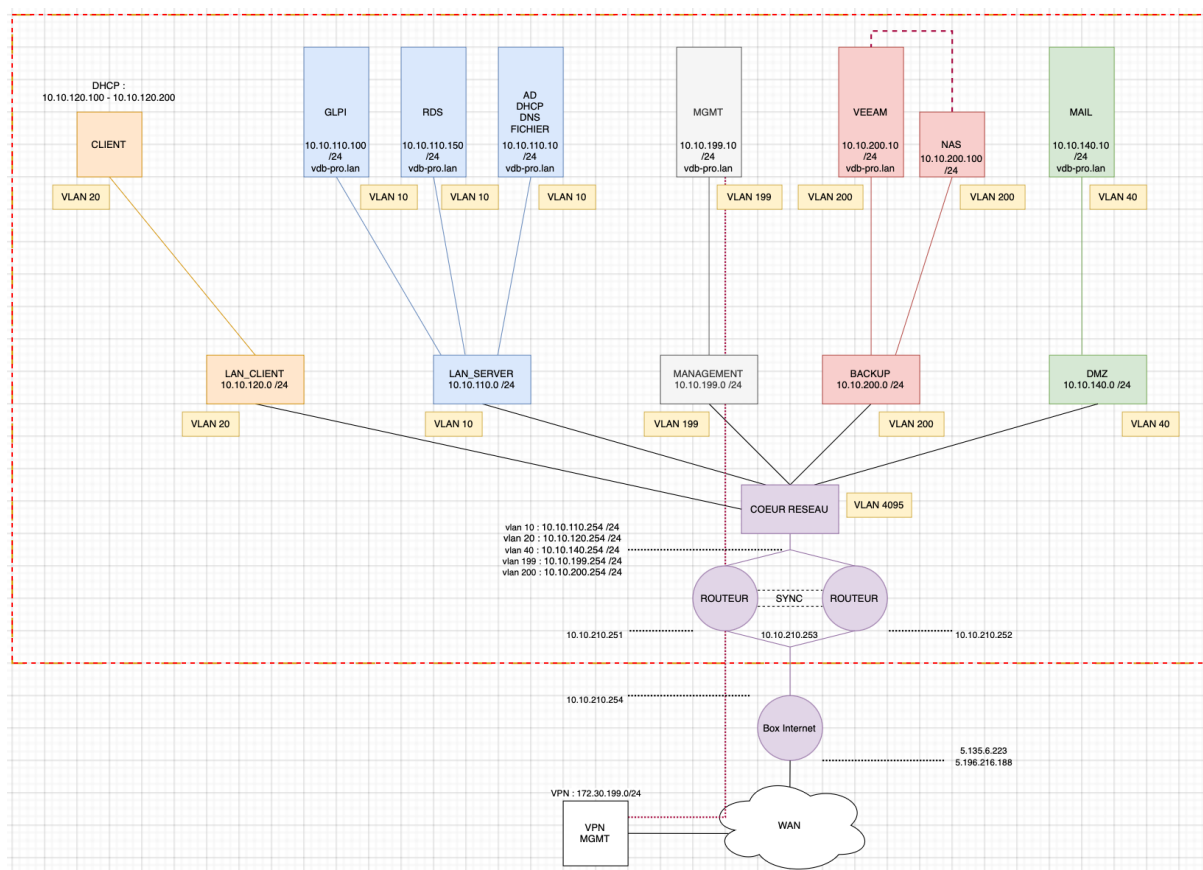 DHCP :
10.10.120.100 - 10.10.120.200
CLIENT
GLPI
10.10.110.100
/24
vdb-pro.lan
RDS
10.10.110.150
/24
vdb-pro.lan
AD
DHCP
DNS
FICHIER
10.10.110.10
/24
vdb-pro.lan
MGMT
10.10.199.10
/24
vdb-pro.lan
VEEAM
10.10.200.10
/24
vdb-pro.lan
NAS
10.10.200.100
/24
MAIL
10.10.140.10
/24
vdb-pro.lan
VLAN 20
VLAN 10
VLAN 10
VLAN 10
VLAN 199
VLAN 200
VLAN 200
VLAN 40
LAN_CLIENT
10.10.120.0 /24
LAN_SERVER
10.10.110.0 /24
MANAGEMENT
10.10.199.0 /24
BACKUP
10.10.200.0 /24
DMZ
10.10.140.0 /24
VLAN 20
VLAN 10
VLAN 199
VLAN 200
VLAN 40
COEUR RESEAU
VLAN 4095
vlan 10 : 10.10.110.254 /24
vlan 20 : 10.10.120.254 /24
vlan 40 : 10.10.140.254 /24
vlan 199 : 10.10.199.254 /24
vlan 200 : 10.10.200.254 /24
ROUTEUR
SYNC
ROUTEUR
10.10.210.251
10.10.210.253
10.10.210.252
10.10.210.254
Box Internet
5.135.6.223
5.196.216.188
VPN : 172.30.199.0/24
VPN
MGMT
WAN